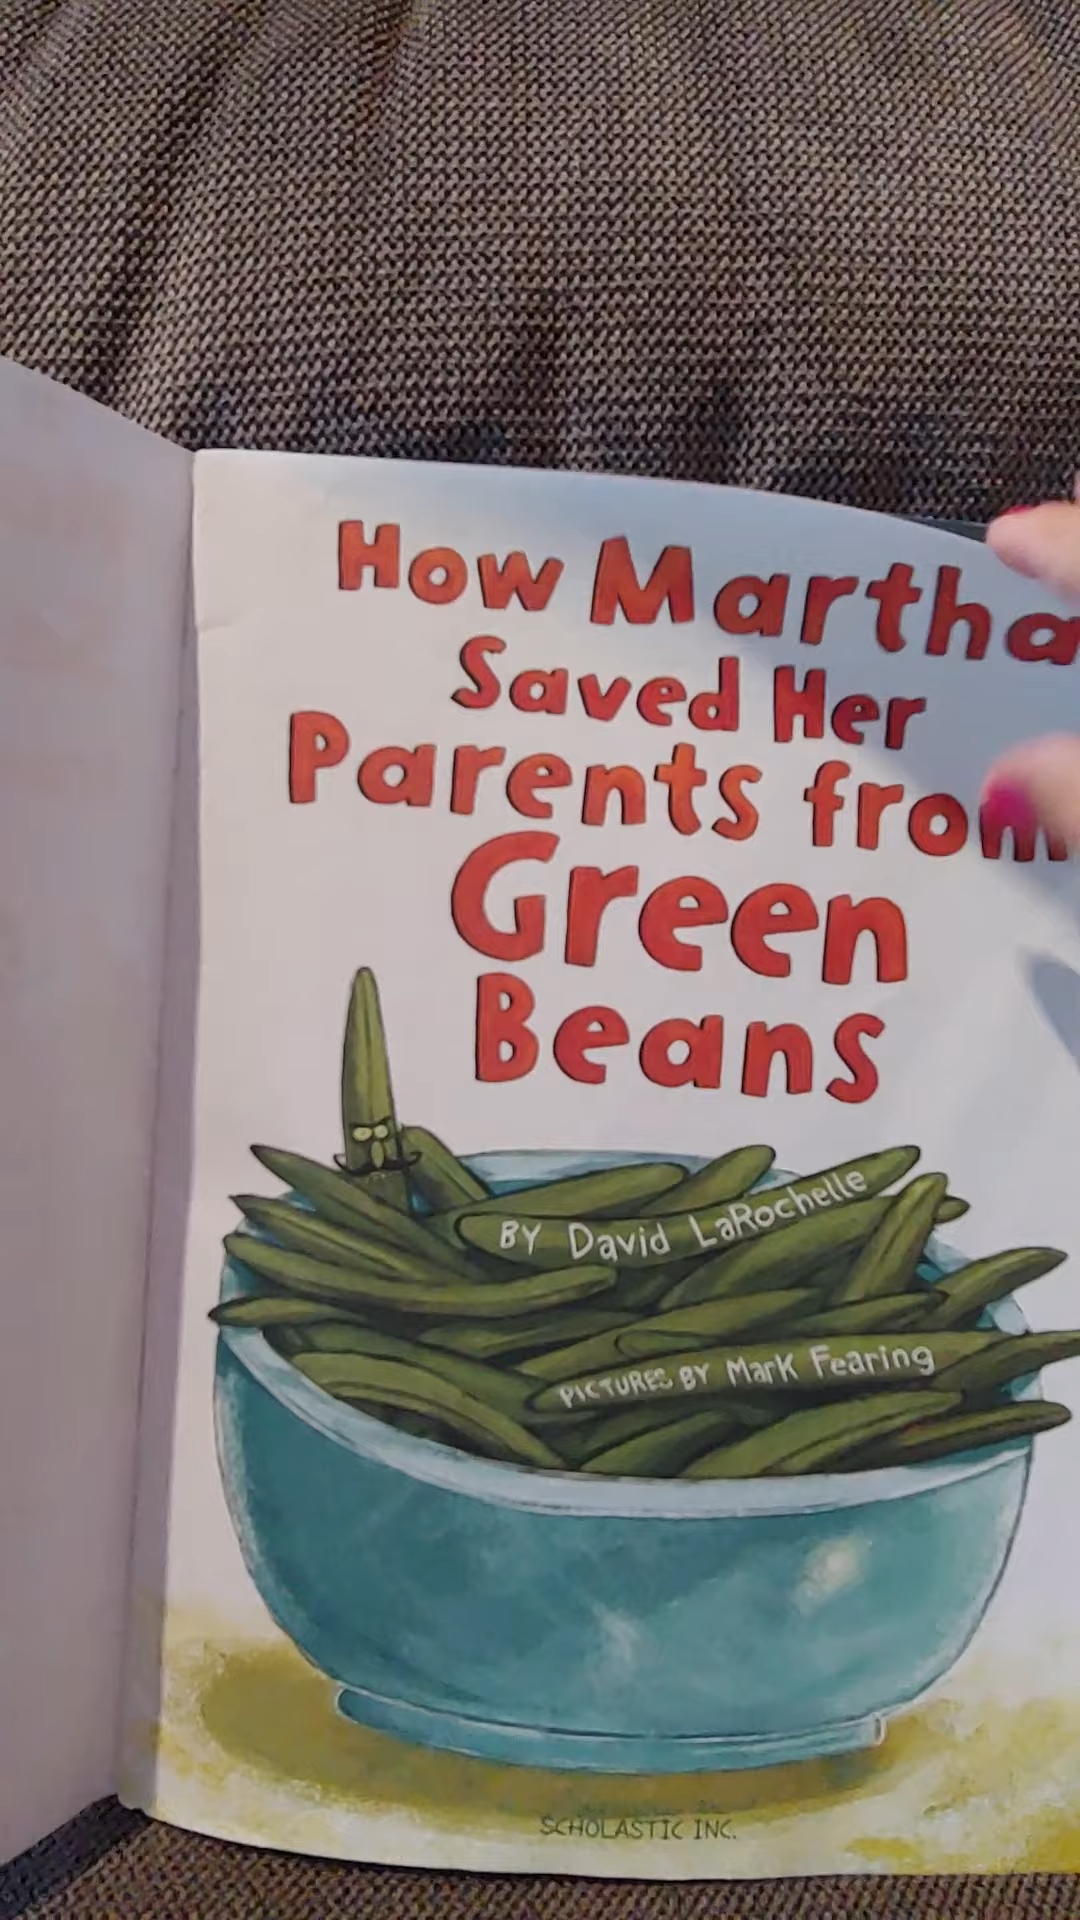 How Martha
Saved Her
Parents from
Green
Beans
BY David LaRochelle
PICTURES BY Mark Fearing
SCHOLASTIC INC.